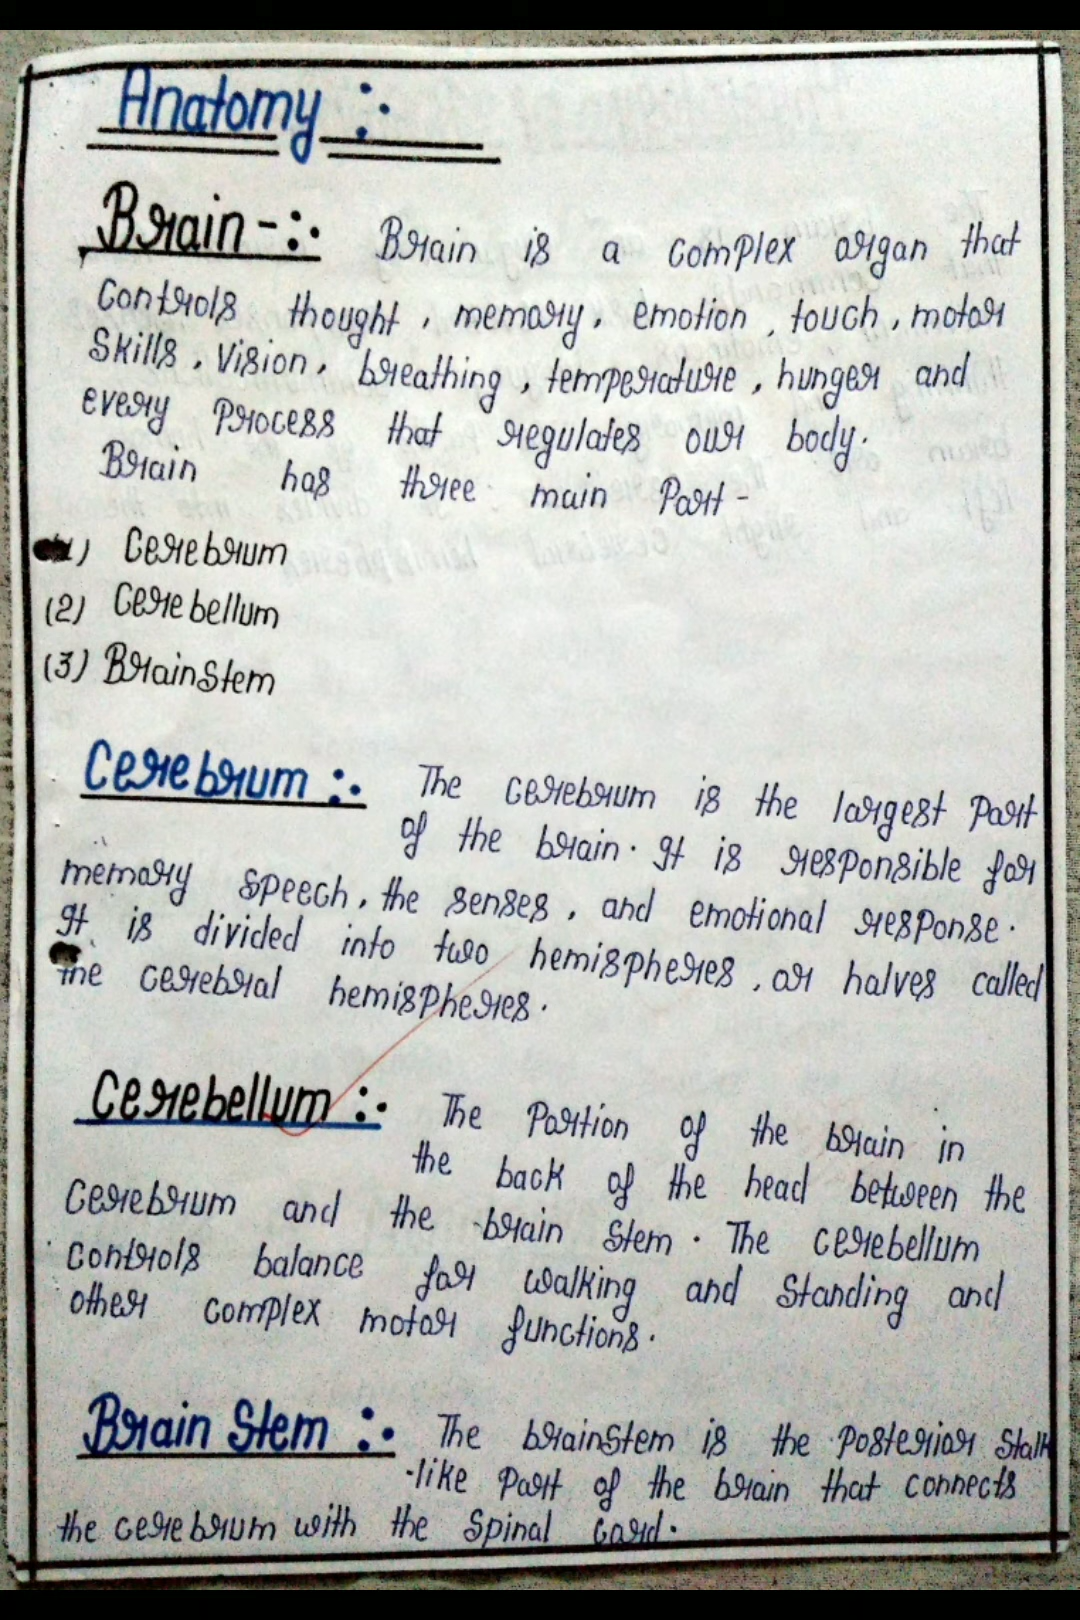 Anatomy :-
Brain -:- Brain is a complex organ that
controls thought, memory, emotion, touch, motor
skills, vision, breathing, temperature, hunger and
every process that regulates our body.
Brain has three main Part -
1) Cerebrum
(2) Cerebellum
(3) BrainStem
Cerebrum :- The cerebrum is the largest Part
of the brain. It is responsible for
memory speech, the senses, and emotional response.
It is divided into two hemispheres, or halves called
the cerebral hemispheres.
Cerebellum :- The Portion of the brain in
the back of the head between the
Cerebrum and the brain stem. The cerebellum
controls balance for walking and standing and
other complex motor functions.
Brain Stem :- The brainstem is the posterior stalk
-like part of the brain that connects
the cerebrum with the spinal card.